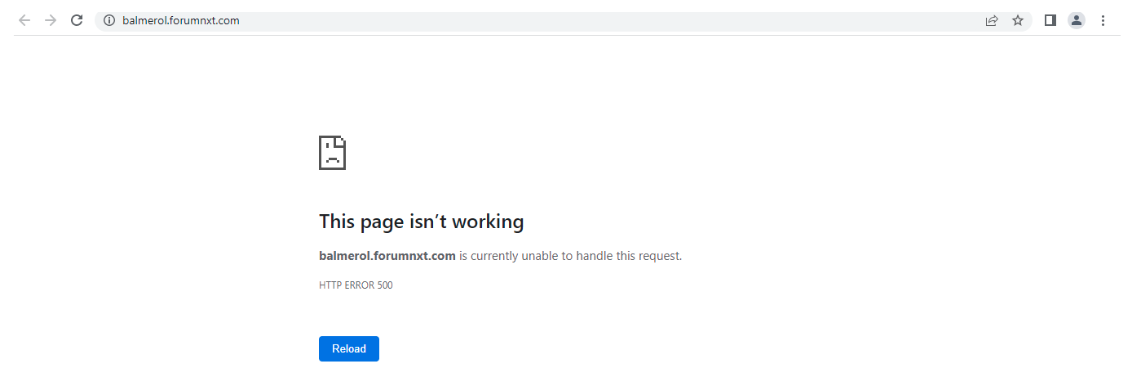 balmerol.forumnxt.com
This page isn’t working
balmerol.forumnxt.com is currently unable to handle this request.
HTTP ERROR 500
Reload